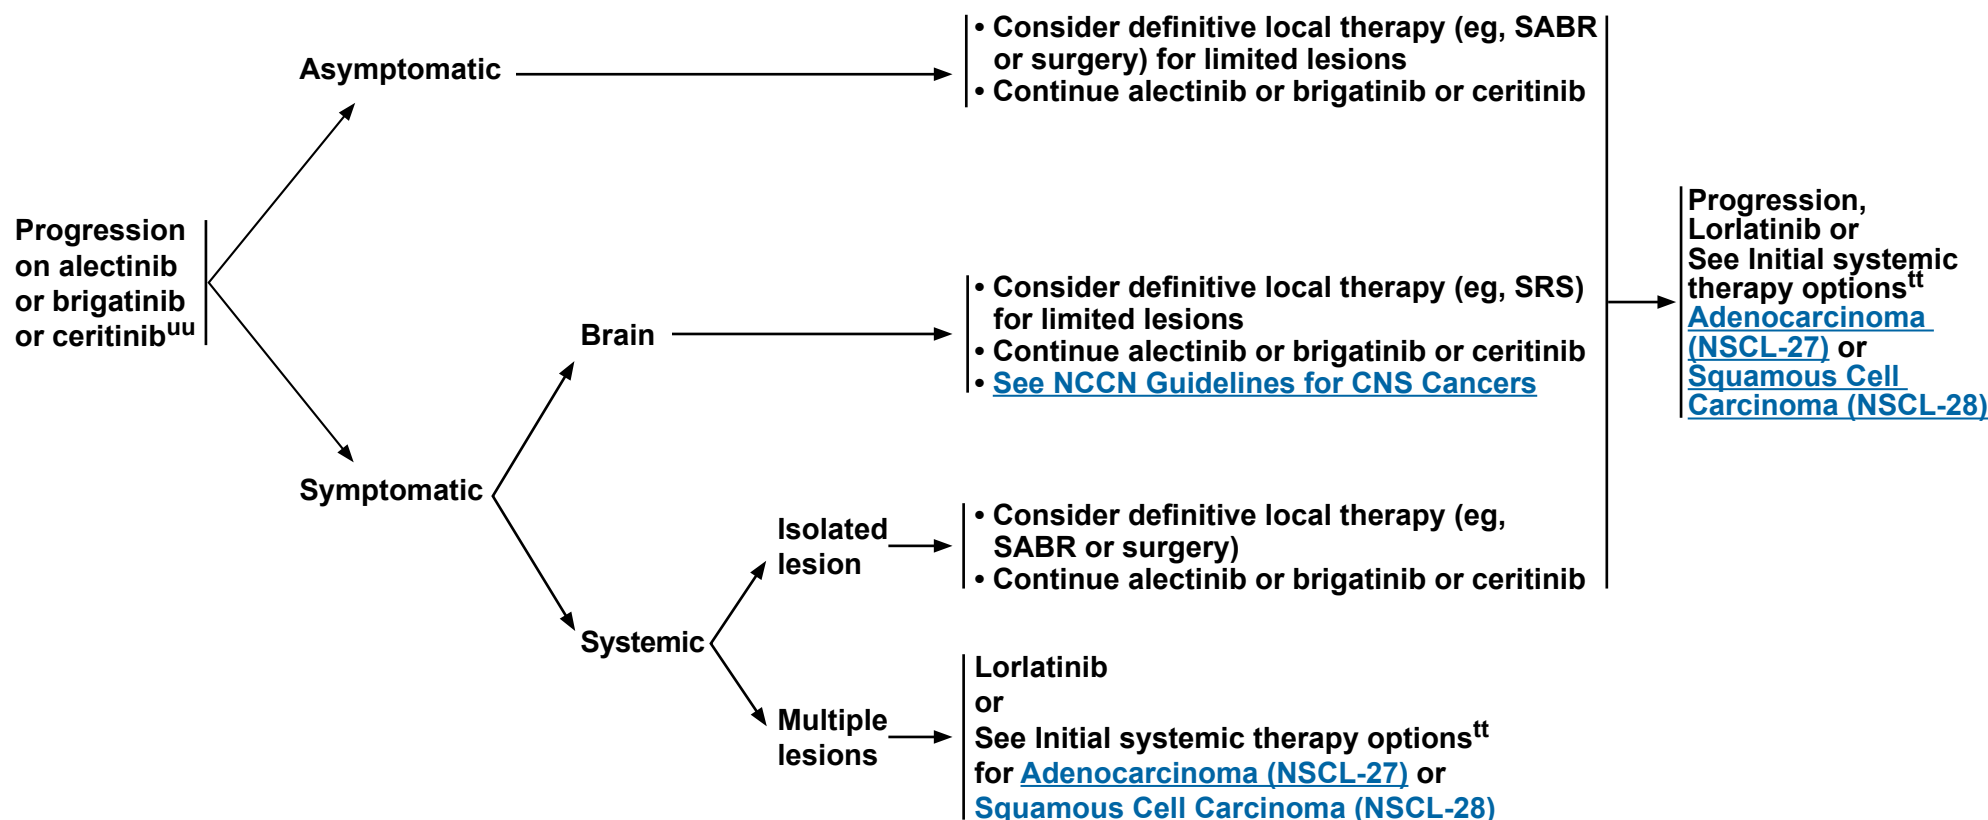 Asymptomatic
• Consider definitive local therapy (eg, SABR
or surgery) for limited lesions
• Continue alectinib or brigatinib or ceritinib
Progression
on alectinib
or brigatinib
or ceritinibuu
Brain
• Consider definitive local therapy (eg, SRS)
for limited lesions
• Continue alectinib or brigatinib or ceritinib
• See NCCN Guidelines for CNS Cancers
Progression,
Lorlatinib or
See Initial systemic
therapy optionstt
Adenocarcinoma
(NSCL-27) or
Squamous Cell
Carcinoma (NSCL-28)
Symptomatic
Isolated
lesion
• Consider definitive local therapy (eg,
SABR or surgery)
• Continue alectinib or brigatinib or ceritinib
Systemic
Multiple
lesions
Lorlatinib
or
See Initial systemic therapy optionstt
for Adenocarcinoma (NSCL-27) or
Squamous Cell Carcinoma (NSCL-28)